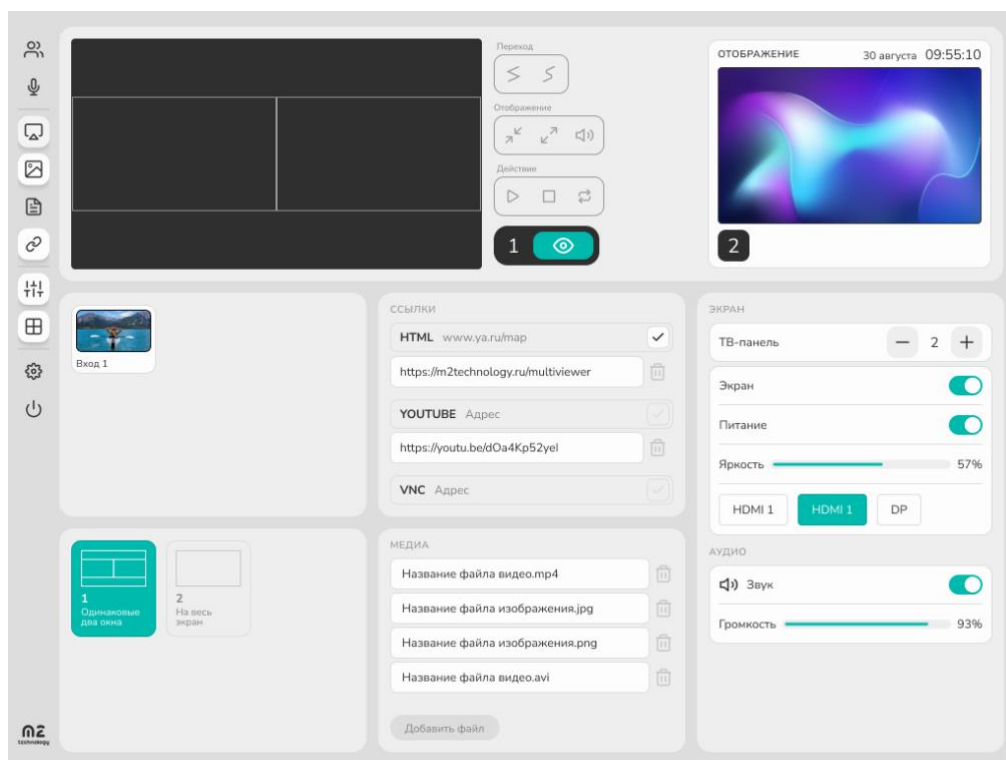 Переход
Отображение
Действие
1
ОТОБРАЖЕНИЕ
30 августа 09:55:10
2
Вход 1
ССЫЛКИ
HTML www.ya.ru/map
https://m2technology.ru/multiviewer
YOUTUBE Адрес
https://youtu.be/dOa4Kp52yeI
VNC Адрес
ЭКРАН
ТВ-панель
2
Экран
Питание
Яркость 57%
HDMI 1 HDMI 1 DP
1
Одинаковые
два окна
2
На весь
экран
МЕДИА
Название файла видео.mp4
Название файла изображения.jpg
Название файла изображения.png
Название файла видео.avi
Добавить файл
АУДИО
Звук
Громкость 93%
m2
technology